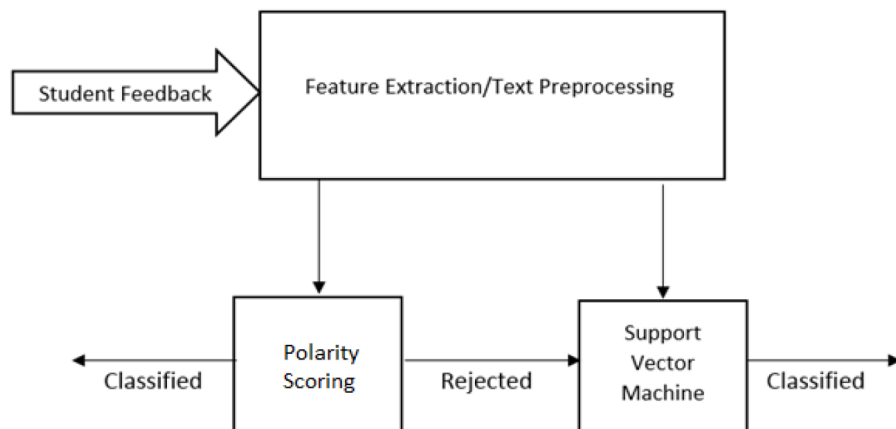 Student Feedback
Feature Extraction/Text Preprocessing
Polarity
Scoring
Support
Vector
Machine
Classified
Rejected
Classified